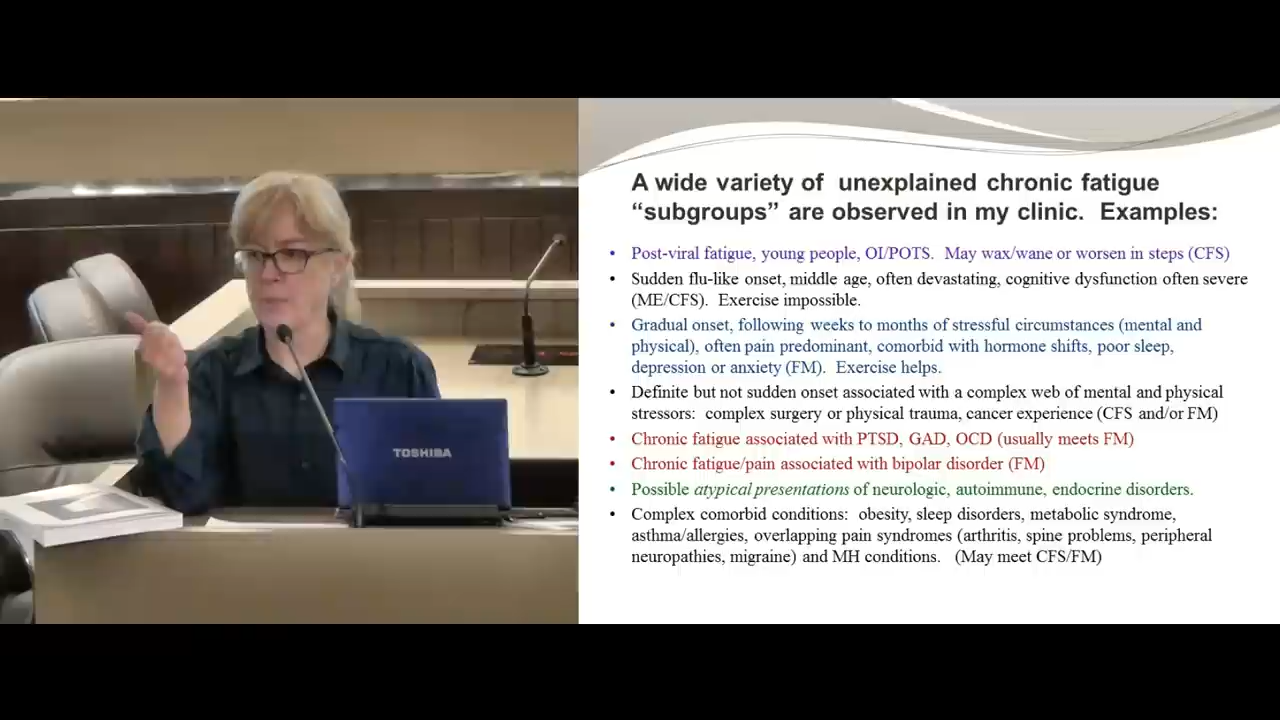 A wide variety of  unexplained chronic fatigue
“subgroups” are observed in my clinic.  Examples:
• Post-viral fatigue, young people, OI/POTS.  May wax/wane or worsen in steps (CFS)
• Sudden flu-like onset, middle age, often devastating, cognitive dysfunction often severe
(ME/CFS).  Exercise impossible.
• Gradual onset, following weeks to months of stressful circumstances (mental and
physical), often pain predominant, comorbid with hormone shifts, poor sleep,
depression or anxiety (FM).  Exercise helps.
• Definite but not sudden onset associated with a complex web of mental and physical
stressors:  complex surgery or physical trauma, cancer experience (CFS and/or FM)
• Chronic fatigue associated with PTSD, GAD, OCD (usually meets FM)
• Chronic fatigue/pain associated with bipolar disorder (FM)
• Possible atypical presentations of neurologic, autoimmune, endocrine disorders.
• Complex comorbid conditions:  obesity, sleep disorders, metabolic syndrome,
asthma/allergies, overlapping pain syndromes (arthritis, spine problems, peripheral
neuropathies, migraine) and MH conditions.   (May meet CFS/FM)
TOSHIBA